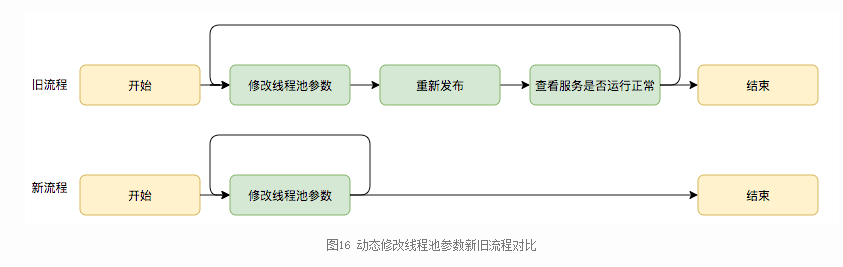 旧流程
开始
修改线程池参数
重新发布
查看服务是否运行正常
结束
新流程
开始
修改线程池参数
结束
图16 动态修改线程池参数新旧流程对比